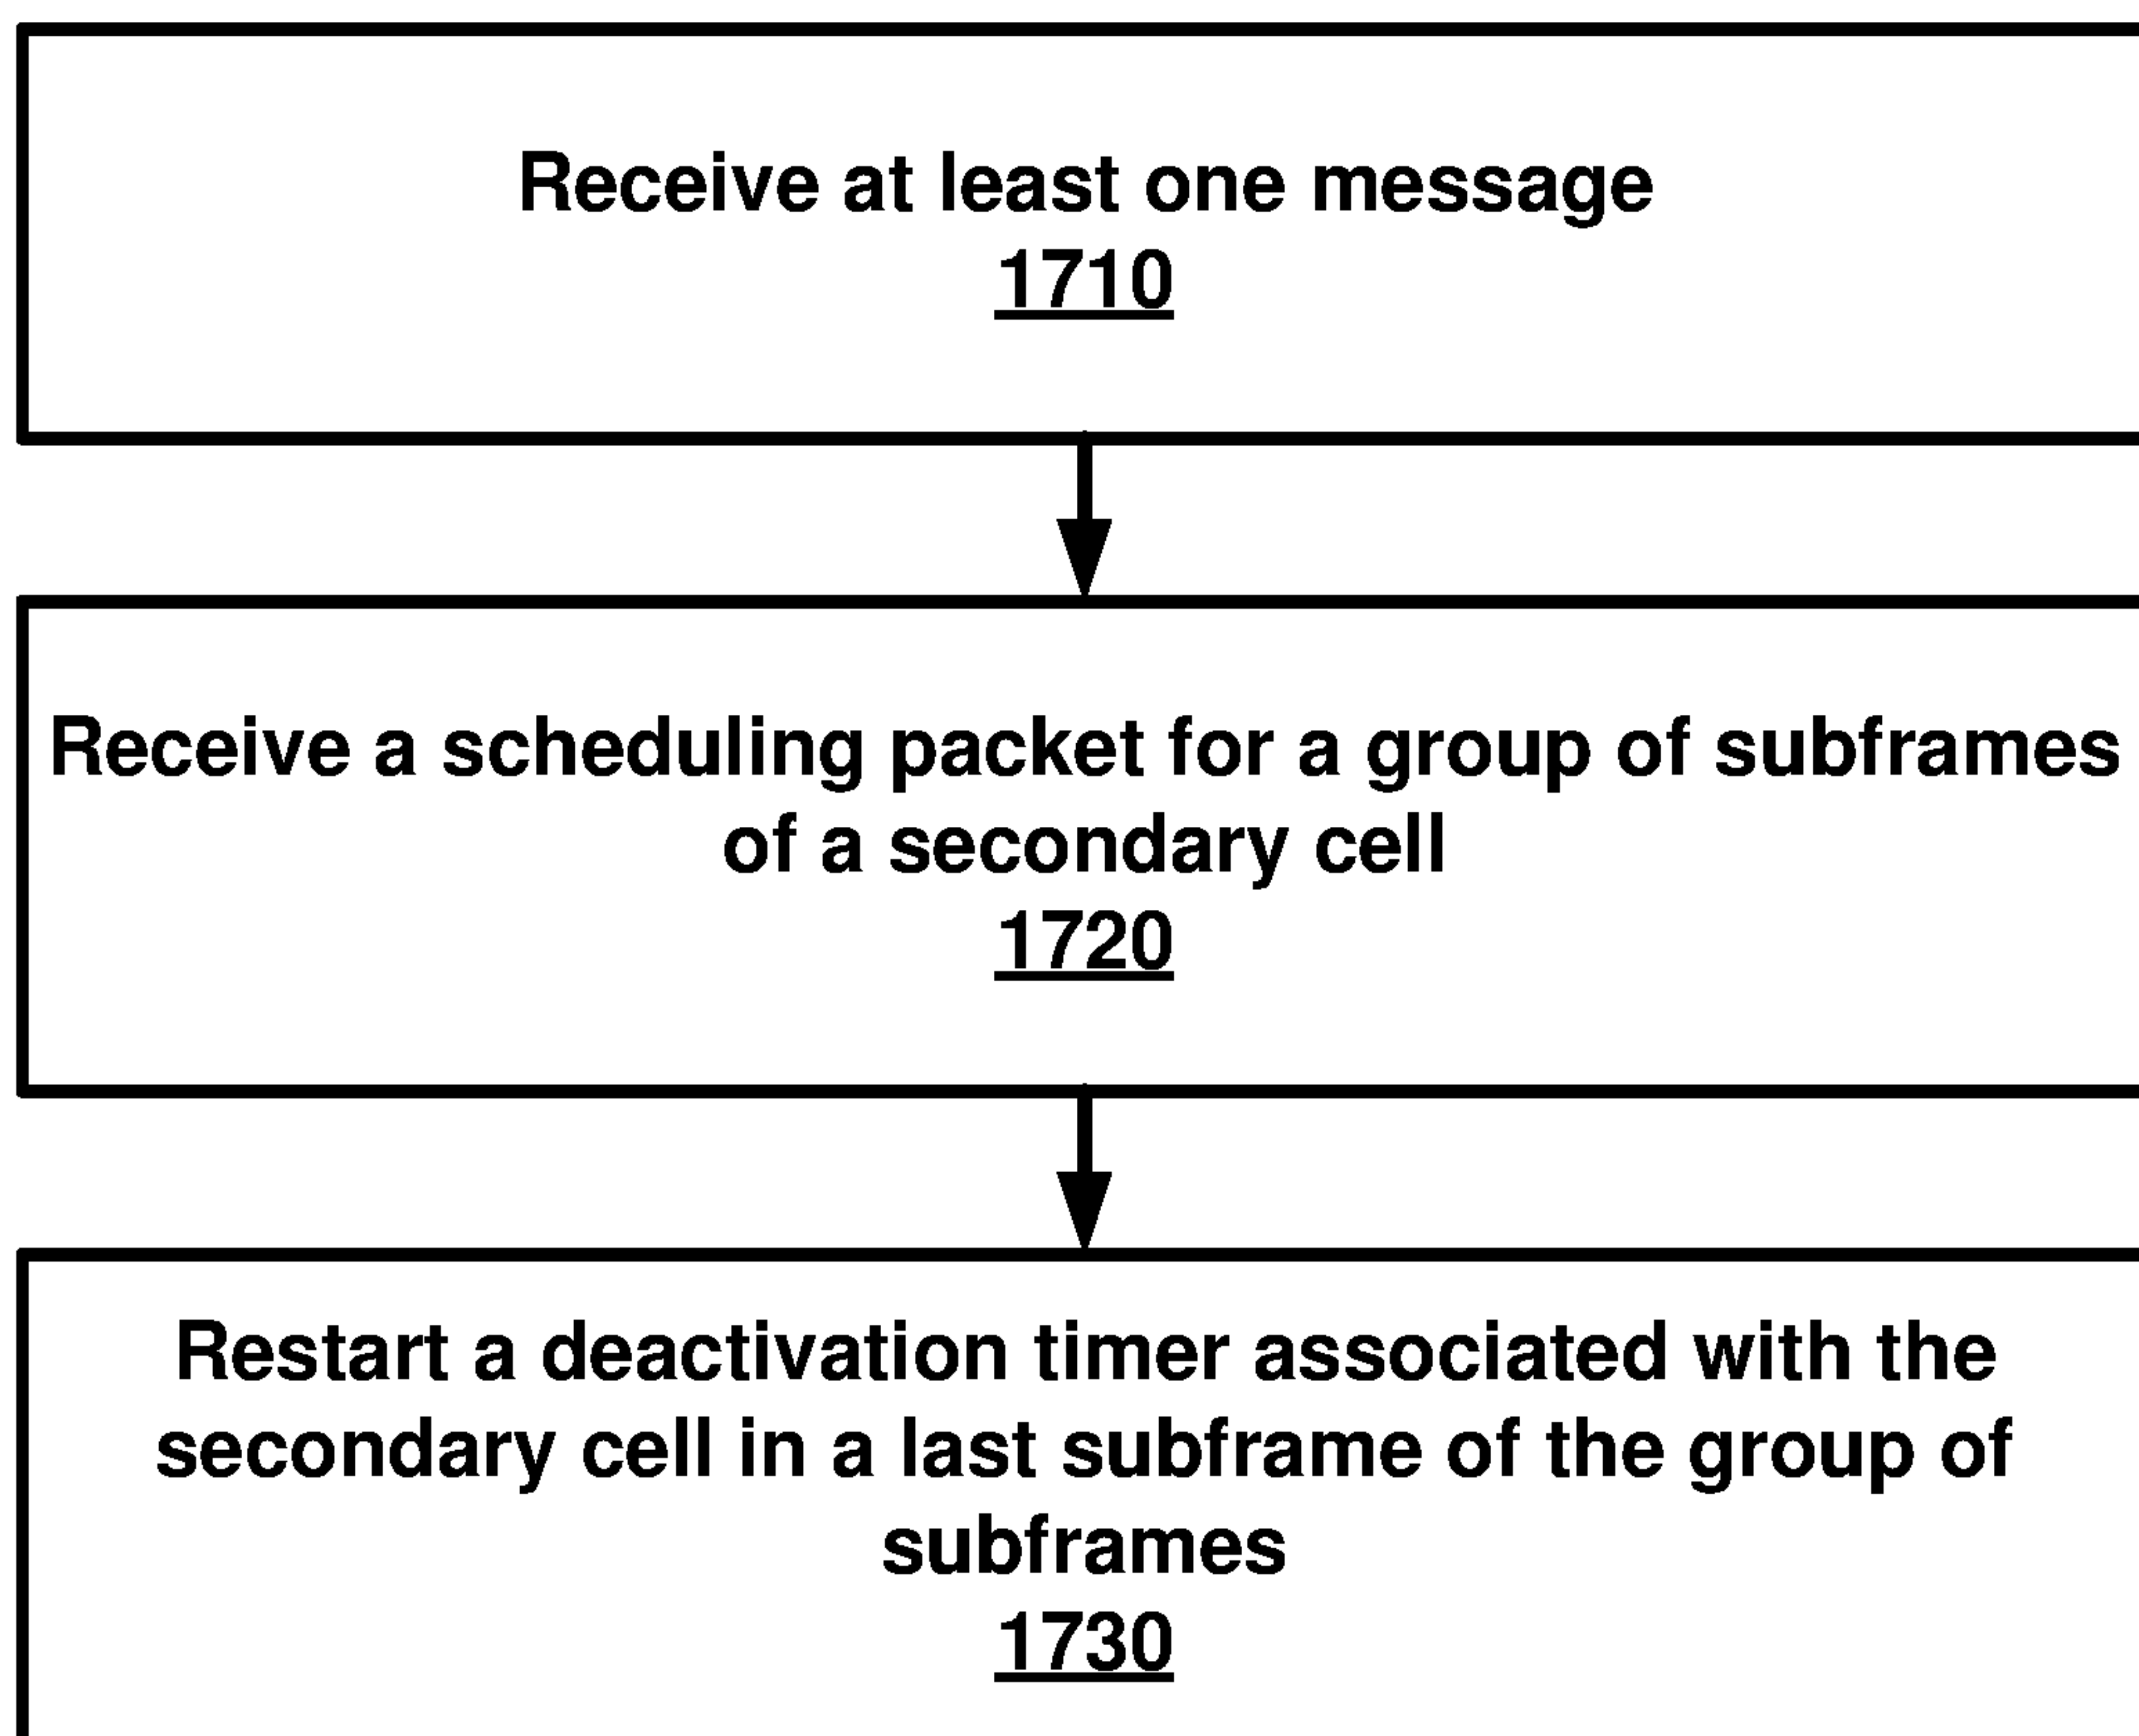 Receive at least one message
1710
Receive a scheduling packet for a group of subframes
of a secondary cell
1720
Restart a deactivation timer associated with the
secondary cell in a last subframe of the group of
subframes
1730